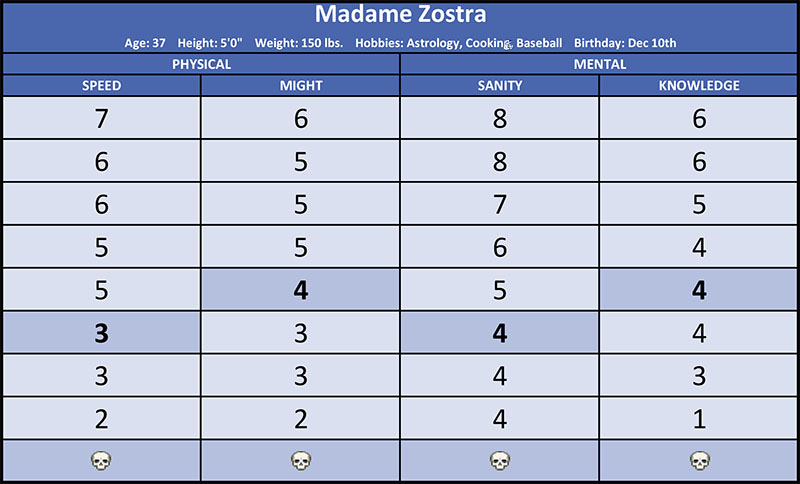 Madame Zostra
Age: 37 Height: 5'0" Weight: 150 lbs. Hobbies: Astrology, Cooking, Baseball Birthday: Dec 10th
PHYSICAL MENTAL
SPEED MIGHT SANITY KNOWLEDGE
7 6 8 6
6 5 8 6
6 5 7 5
5 5 6 4
5 4 5 4
3 3 4 4
3 3 4 3
2 2 4 1